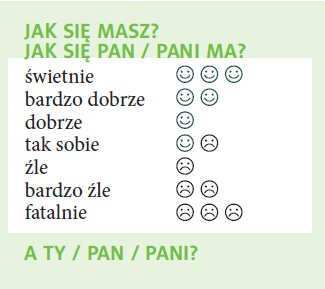 JAK SIĘ MASZ?
JAK SIĘ PAN / PANI MA?
świetnie
bardzo dobrze
dobrze
tak sobie
źle
bardzo źle
fatalnie
A TY / PAN / PANI?